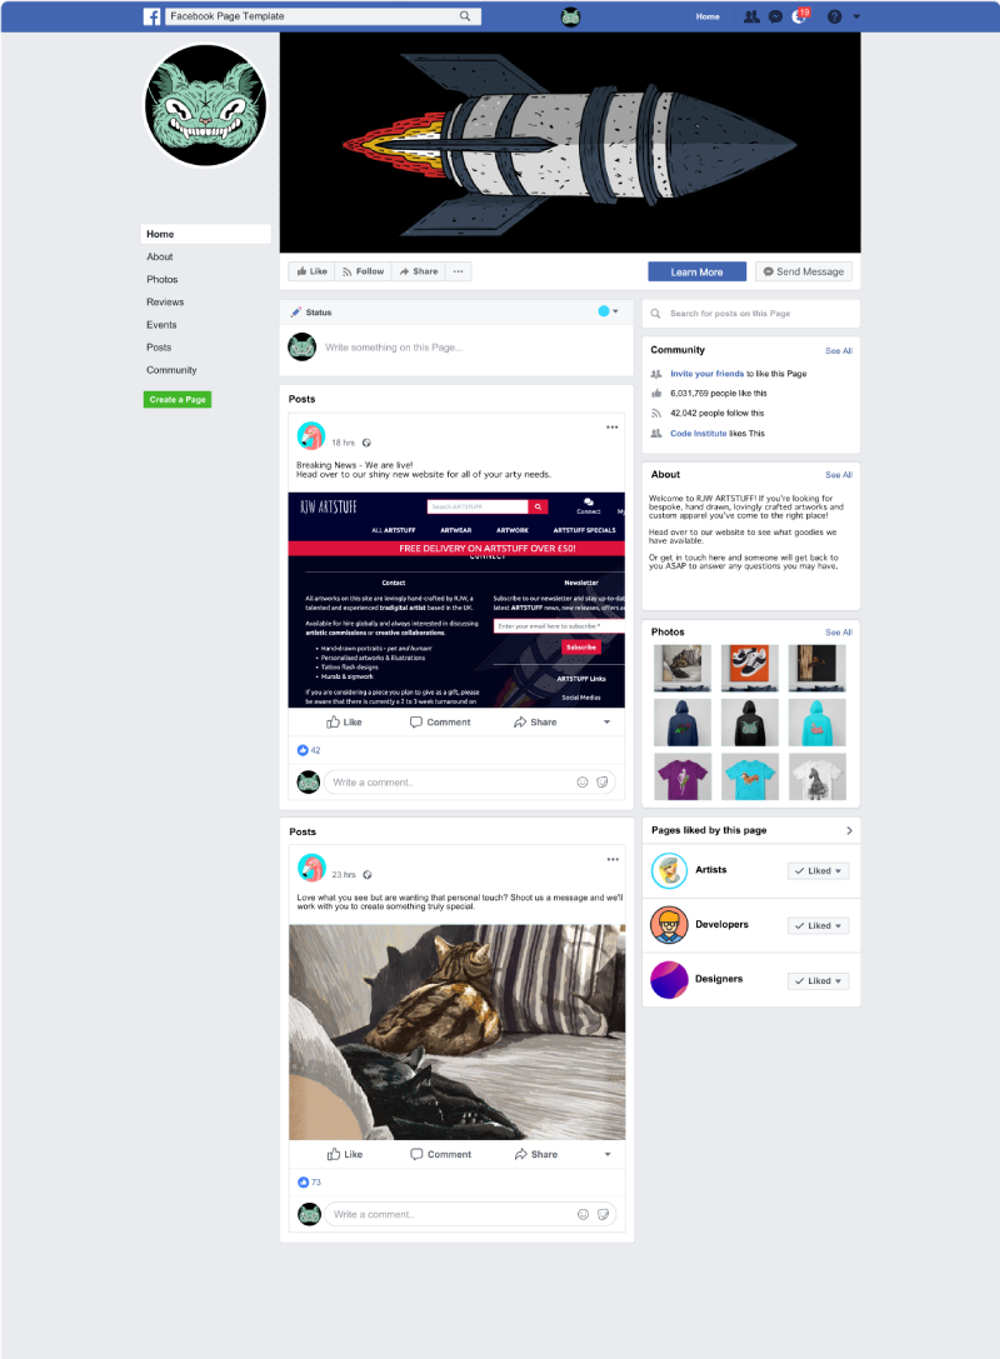 Facebook Page Template
Home
19
?
Home
About
Photos
Reviews
Events
Posts
Community
Create a Page
Like
Follow
Share
Learn More
Send Message
Status
Write something on this Page...
Posts
18 hrs
Breaking News - We are live!
Head over to our shiny new website for all of your arty needs.
RJW ARTSTUFF
Search ARTSTUFF
Connect
My
ALL ARTSTUFF
ARTWEAR
ARTWORK
ARTSTUFF SPECIALS
FREE DELIVERY ON ARTSTUFF OVER £50!
CONNECT
Contact
All artworks on this site are lovingly hand-crafted by RJW, a
talented and experienced tradigital artist based in the UK.
Available for hire globally and always interested in discussing
artistic commissions or creative collaborations.
• Hand-drawn portraits - pet and human!
• Personalised artworks & illustrations
• Tattoo flash designs
• Murals & signwork
If you are considering a piece you plan to give as a gift, please
be aware that there is currently a 2 to 3 week turnaround on
Newsletter
Subscribe to our newsletter and stay up-to-dat
latest ARTSTUFF news, new releases, offers a
Enter your email here to subscribe *
Subscribe
ARTSTUFF Links
Social Medias
Like
Comment
Share
42
Write a comment..
Posts
23 hrs
Love what you see but are wanting that personal touch? Shoot us a message and we'll
work with you to create something truly special.
Like
Comment
Share
73
Write a comment..
Search for posts on this Page
Community
See All
Invite your friends to like this Page
6,031,769 people like this
42,042 people follow this
Code Institute likes This
About
See All
Welcome to RJW ARTSTUFF! If you're looking for
bespoke, hand drawn, lovingly crafted artworks and
custom apparel you've come to the right place!
Head over to our website to see what goodies we
have available.
Or get in touch here and someone will get back to
you ASAP to answer any questions you may have.
Photos
See All
Pages liked by this page
Artists
Liked
Developers
Liked
Designers
Liked